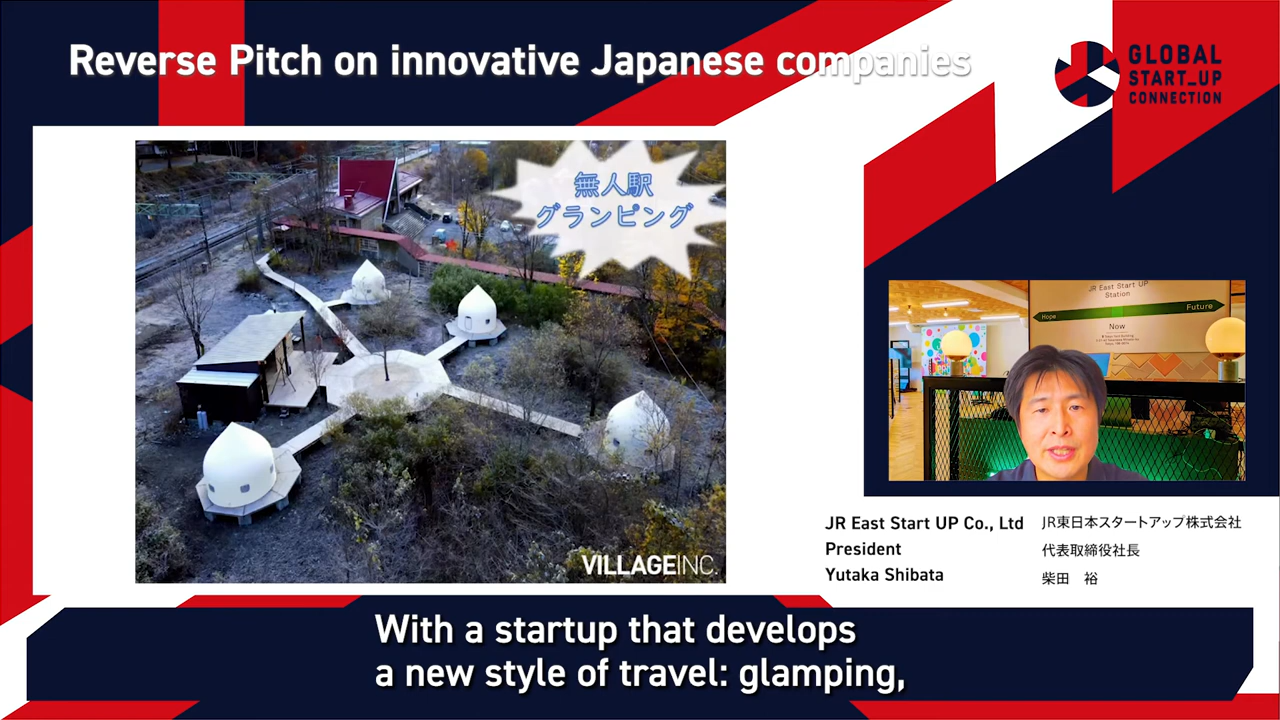 Reverse Pitch on innovative Japanese companies
GLOBAL
START_UP
CONNECTION
無人駅
グランピング
VILLAGE INC.
JR East Start UP
Station
Hope
Future
Now
JR East Start UP Co., Ltd
JR東日本スタートアップ株式会社
President
代表取締役社長
Yutaka Shibata
柴田 裕
With a startup that develops
a new style of travel: glamping,